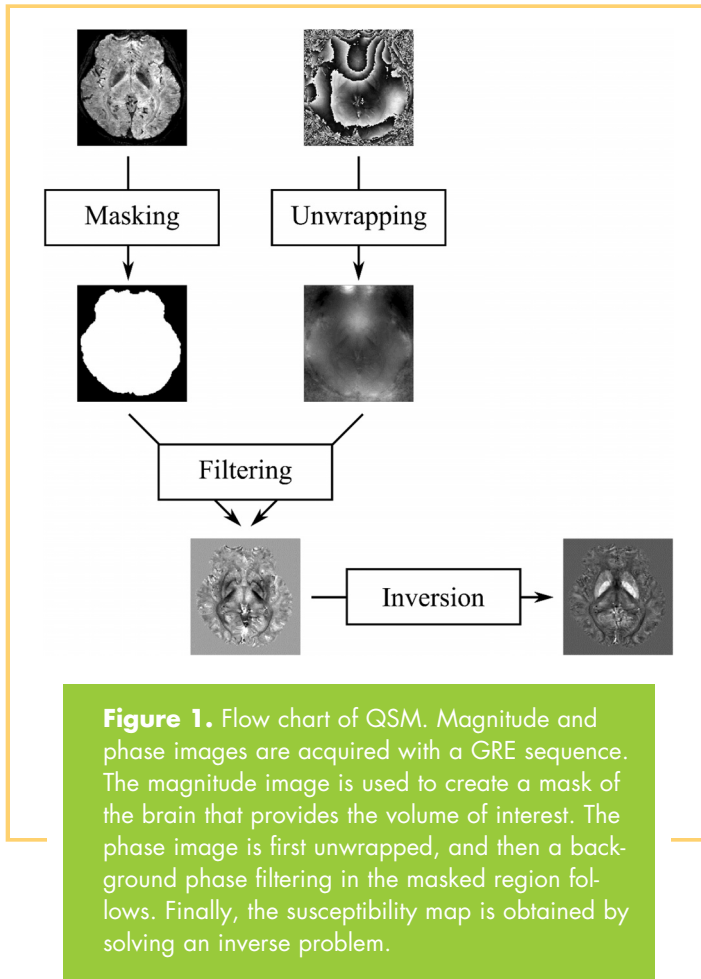 Masking
Unwrapping
Filtering
Inversion
Figure 1. Flow chart of QSM. Magnitude and
phase images are acquired with a GRE sequence.
The magnitude image is used to create a mask of
the brain that provides the volume of interest. The
phase image is first unwrapped, and then a back-
ground phase filtering in the masked region fol-
lows. Finally, the susceptibility map is obtained by
solving an inverse problem.